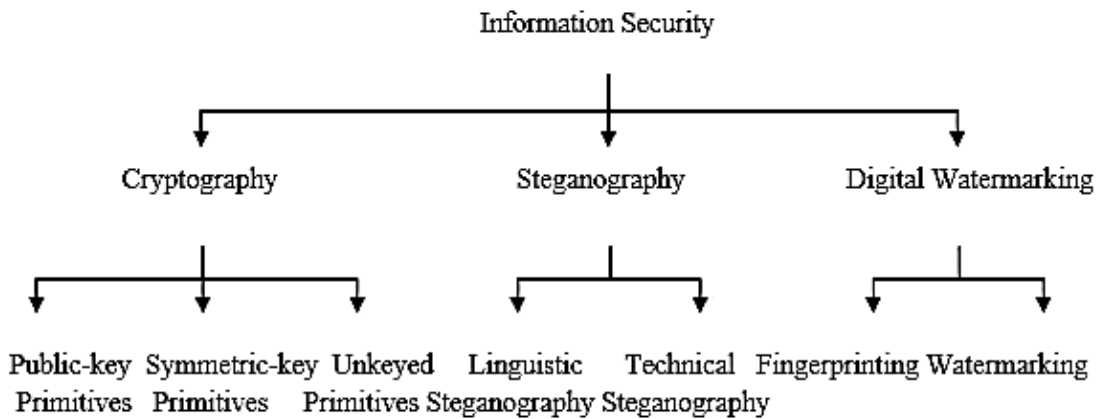 Information Security
Cryptography Steganography Digital Watermarking
Public-key Symmetric-key Unkeyed Linguistic Technical Fingerprinting Watermarking
Primitives Primitives Primitives Steganography Steganography